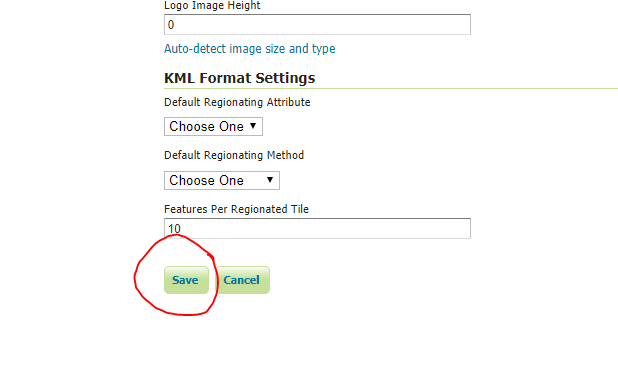 Logo Image Height
0
Auto-detect image size and type
KML Format Settings
Default Regionating Attribute
Choose One
Default Regionating Method
Choose One
Features Per Regionated Tile
10
Save Cancel